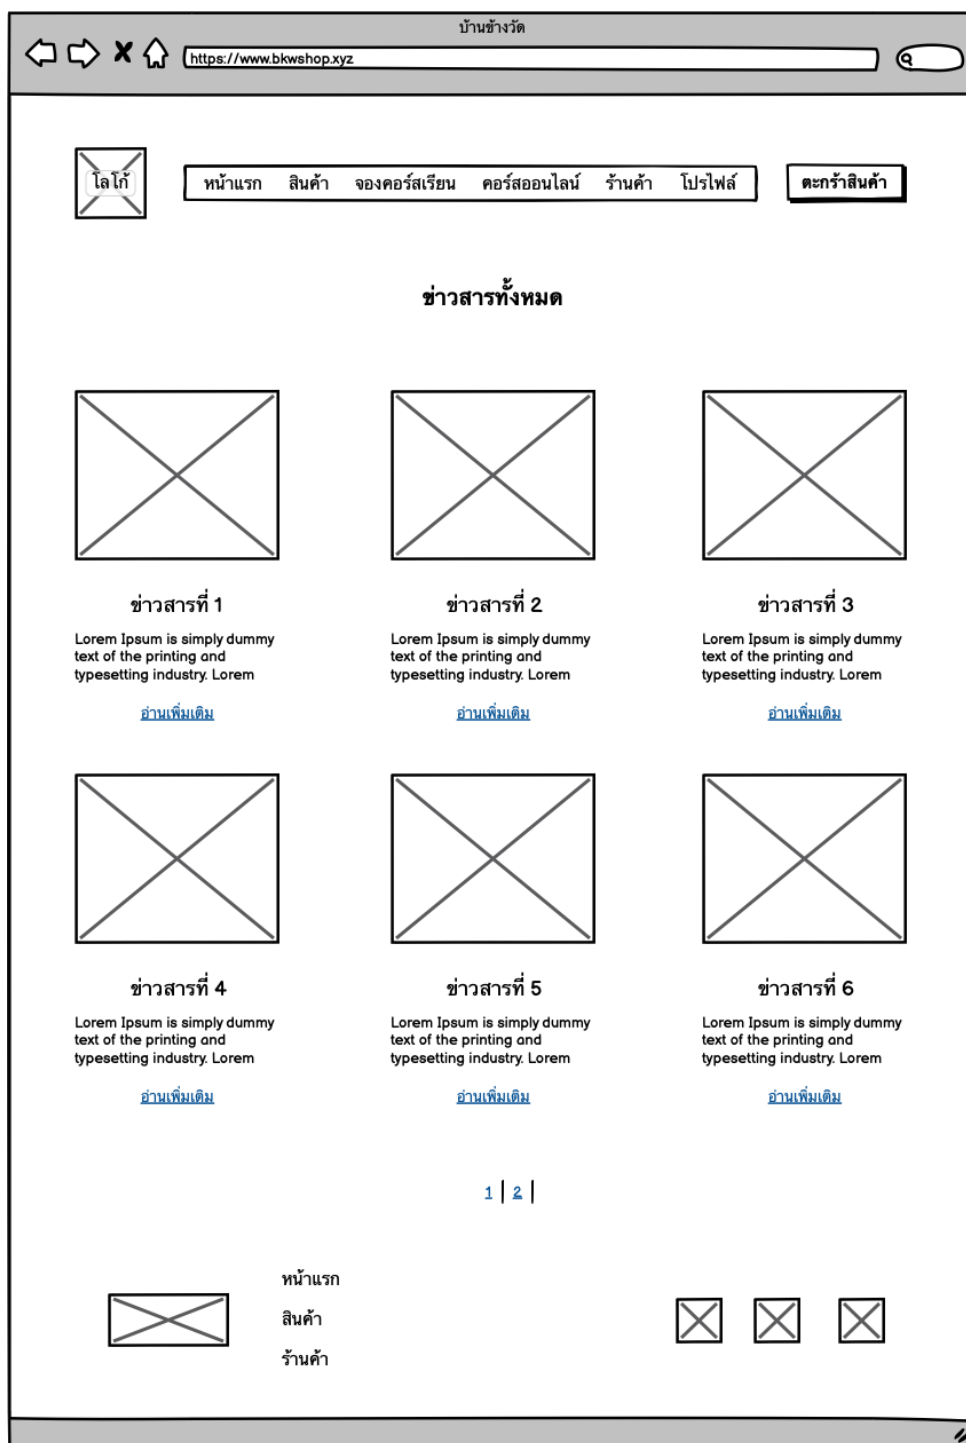 บ้านข้างวัด
https://www.bkwshop.xyz
โลโก้
หน้าแรก สินค้า จองคอร์สเรียน คอร์สออนไลน์ ร้านค้า โปรไฟล์
ตะกร้าสินค้า
ข่าวสารทั้งหมด
ข่าวสารที่ 1
Lorem Ipsum is simply dummy
text of the printing and
typesetting industry. Lorem
อ่านเพิ่มเติม
ข่าวสารที่ 2
Lorem Ipsum is simply dummy
text of the printing and
typesetting industry. Lorem
อ่านเพิ่มเติม
ข่าวสารที่ 3
Lorem Ipsum is simply dummy
text of the printing and
typesetting industry. Lorem
อ่านเพิ่มเติม
ข่าวสารที่ 4
Lorem Ipsum is simply dummy
text of the printing and
typesetting industry. Lorem
อ่านเพิ่มเติม
ข่าวสารที่ 5
Lorem Ipsum is simply dummy
text of the printing and
typesetting industry. Lorem
อ่านเพิ่มเติม
ข่าวสารที่ 6
Lorem Ipsum is simply dummy
text of the printing and
typesetting industry. Lorem
อ่านเพิ่มเติม
1 | 2 |
หน้าแรก
สินค้า
ร้านค้า